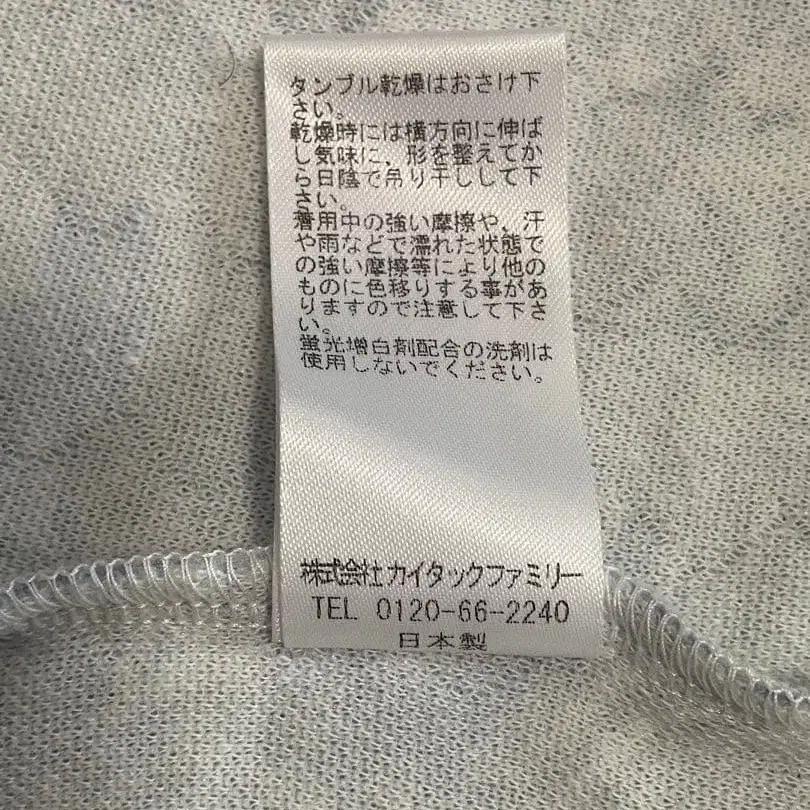 タンブル乾燥はおさけ下
さい。
乾燥時には横方向に伸ば
し気味に、形を整えてか
ら日陰で吊り干しして下
さい。
着用中の強い摩擦や、汗
や雨などで濡れた状態で
の強い摩擦等により他の
ものに色移りする事があ
りますので注意して下さ
い。
蛍光増白剤配合の洗剤は
使用しないでください。
株式会社カイタックファミリー
TEL 0120-66-2240
日本製